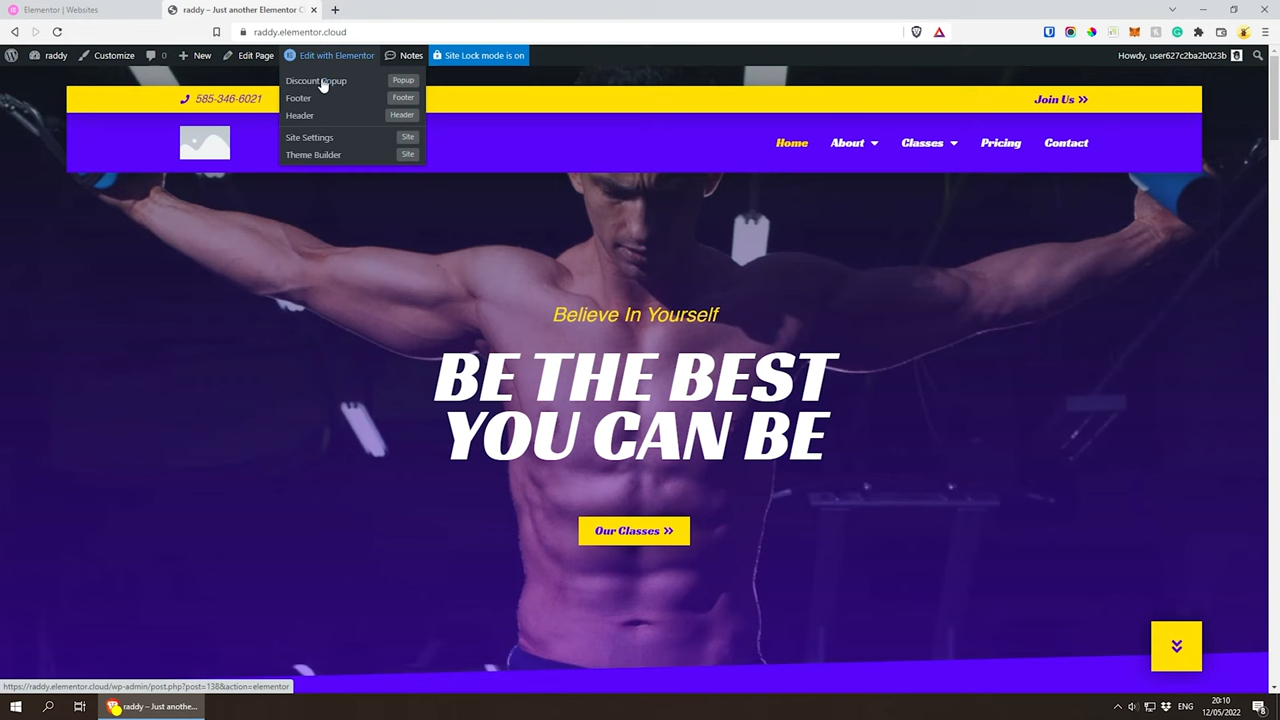 Elementor | Websites
raddy – Just another Elementor C
raddy.elementor.cloud
raddy
Customize
0
New
Edit Page
Edit with Elementor
Notes
Site Lock mode is on
Howdy, user627c2ba2b023b
Discount Popup
Popup
Footer
Footer
Header
Header
Site Settings
Site
Theme Builder
Site
585-346-6021
Join Us
Home
About
Classes
Pricing
Contact
Believe In Yourself
BE THE BEST
YOU CAN BE
Our Classes
https://raddy.elementor.cloud/wp-admin/post.php?post=138&action=elementor
raddy – Just anothe...
ENG
20:10
12/05/2022
8